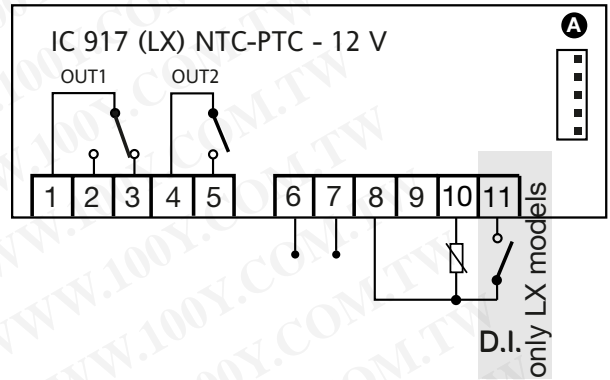 IC 917 (LX) NTC-PTC - 12 V
A
OUT1
OUT2
1 2 3 4 5
6 7 8 9 10 11
D.I.
only LX models
WWW.100Y.COM.TW